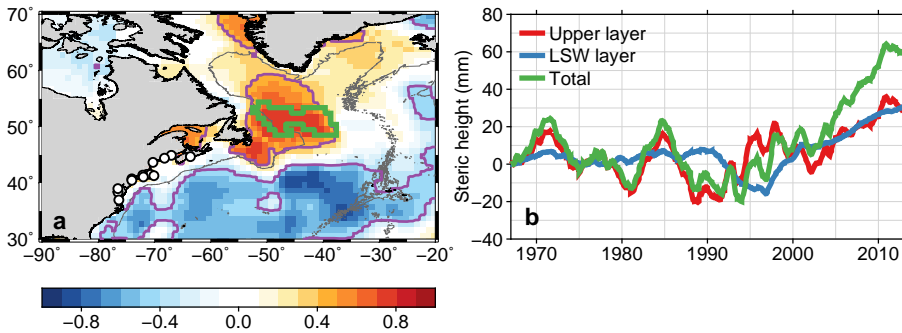 70°
60°
50°
40°
30°
a
−90° −80° −70° −60° −50° −40° −30° −20°
−0.8 −0.4 0.0 0.4 0.8
Steric height (mm)
80
60
40
20
0
−20
−40
Upper layer
LSW layer
Total
b
1970 1980 1990 2000 2010